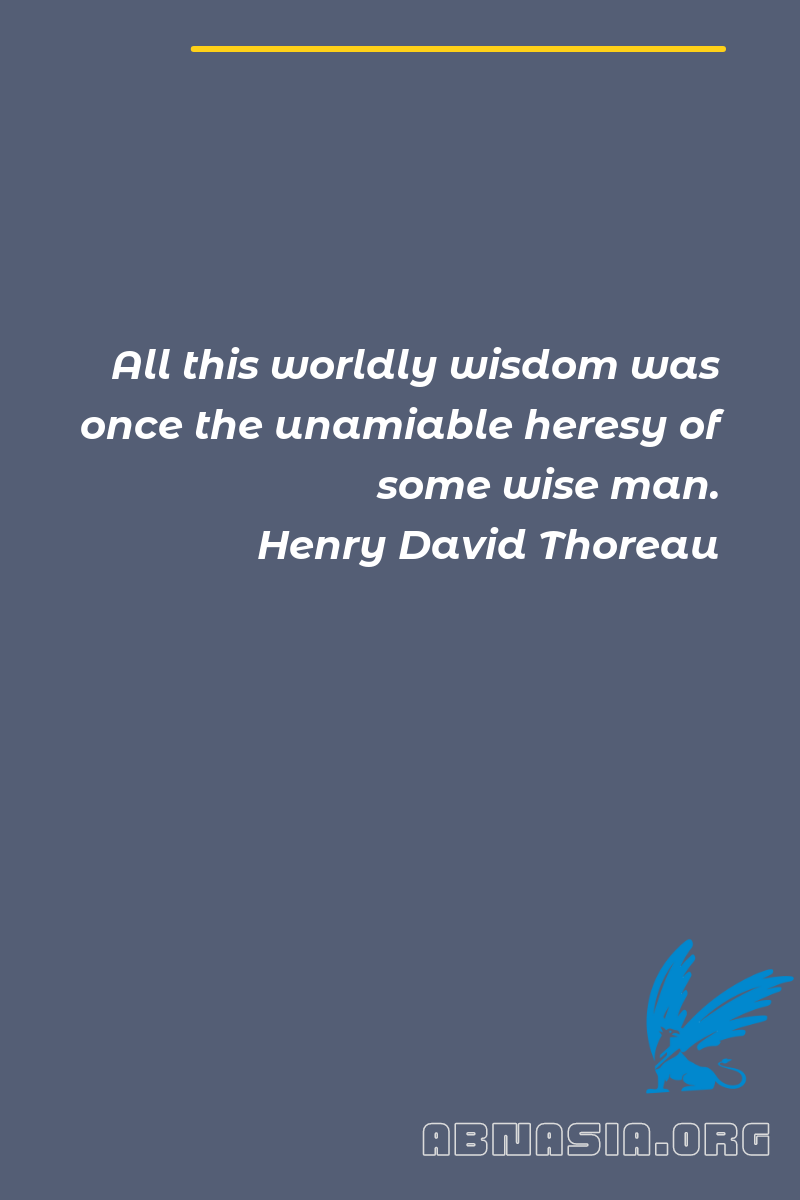 All this worldly wisdom was
once the unamiable heresy of
some wise man.
Henry David Thoreau
ABNASIA.ORG